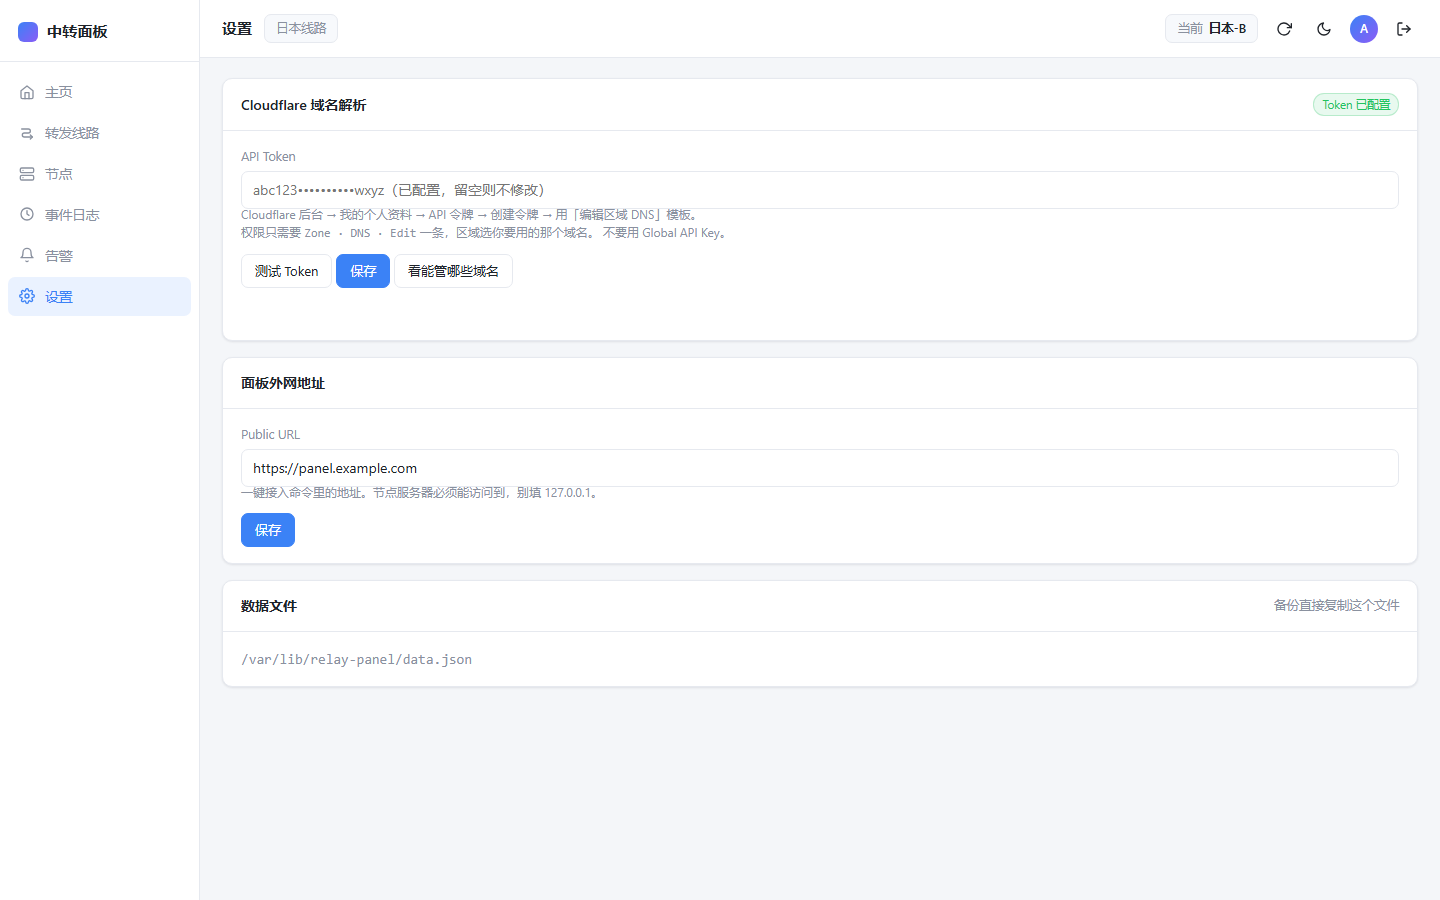 中转面板
设置
日本线路
当前 日本-B
A
主页
转发线路
节点
事件日志
告警
设置
Cloudflare 域名解析
Token 已配置
API Token
abc123••••••••••wxyz（已配置，留空则不修改）
Cloudflare 后台 → 我的个人资料 → API 令牌 → 创建令牌 → 用「编辑区域 DNS」模板。
权限只需要 Zone · DNS · Edit 一条，区域选你要用的那个域名。 不要用 Global API Key。
测试 Token
保存
看能管哪些域名
面板外网地址
Public URL
https://panel.example.com
一键接入命令里的地址。节点服务器必须能访问到，别填 127.0.0.1。
保存
数据文件
备份直接复制这个文件
/var/lib/relay-panel/data.json